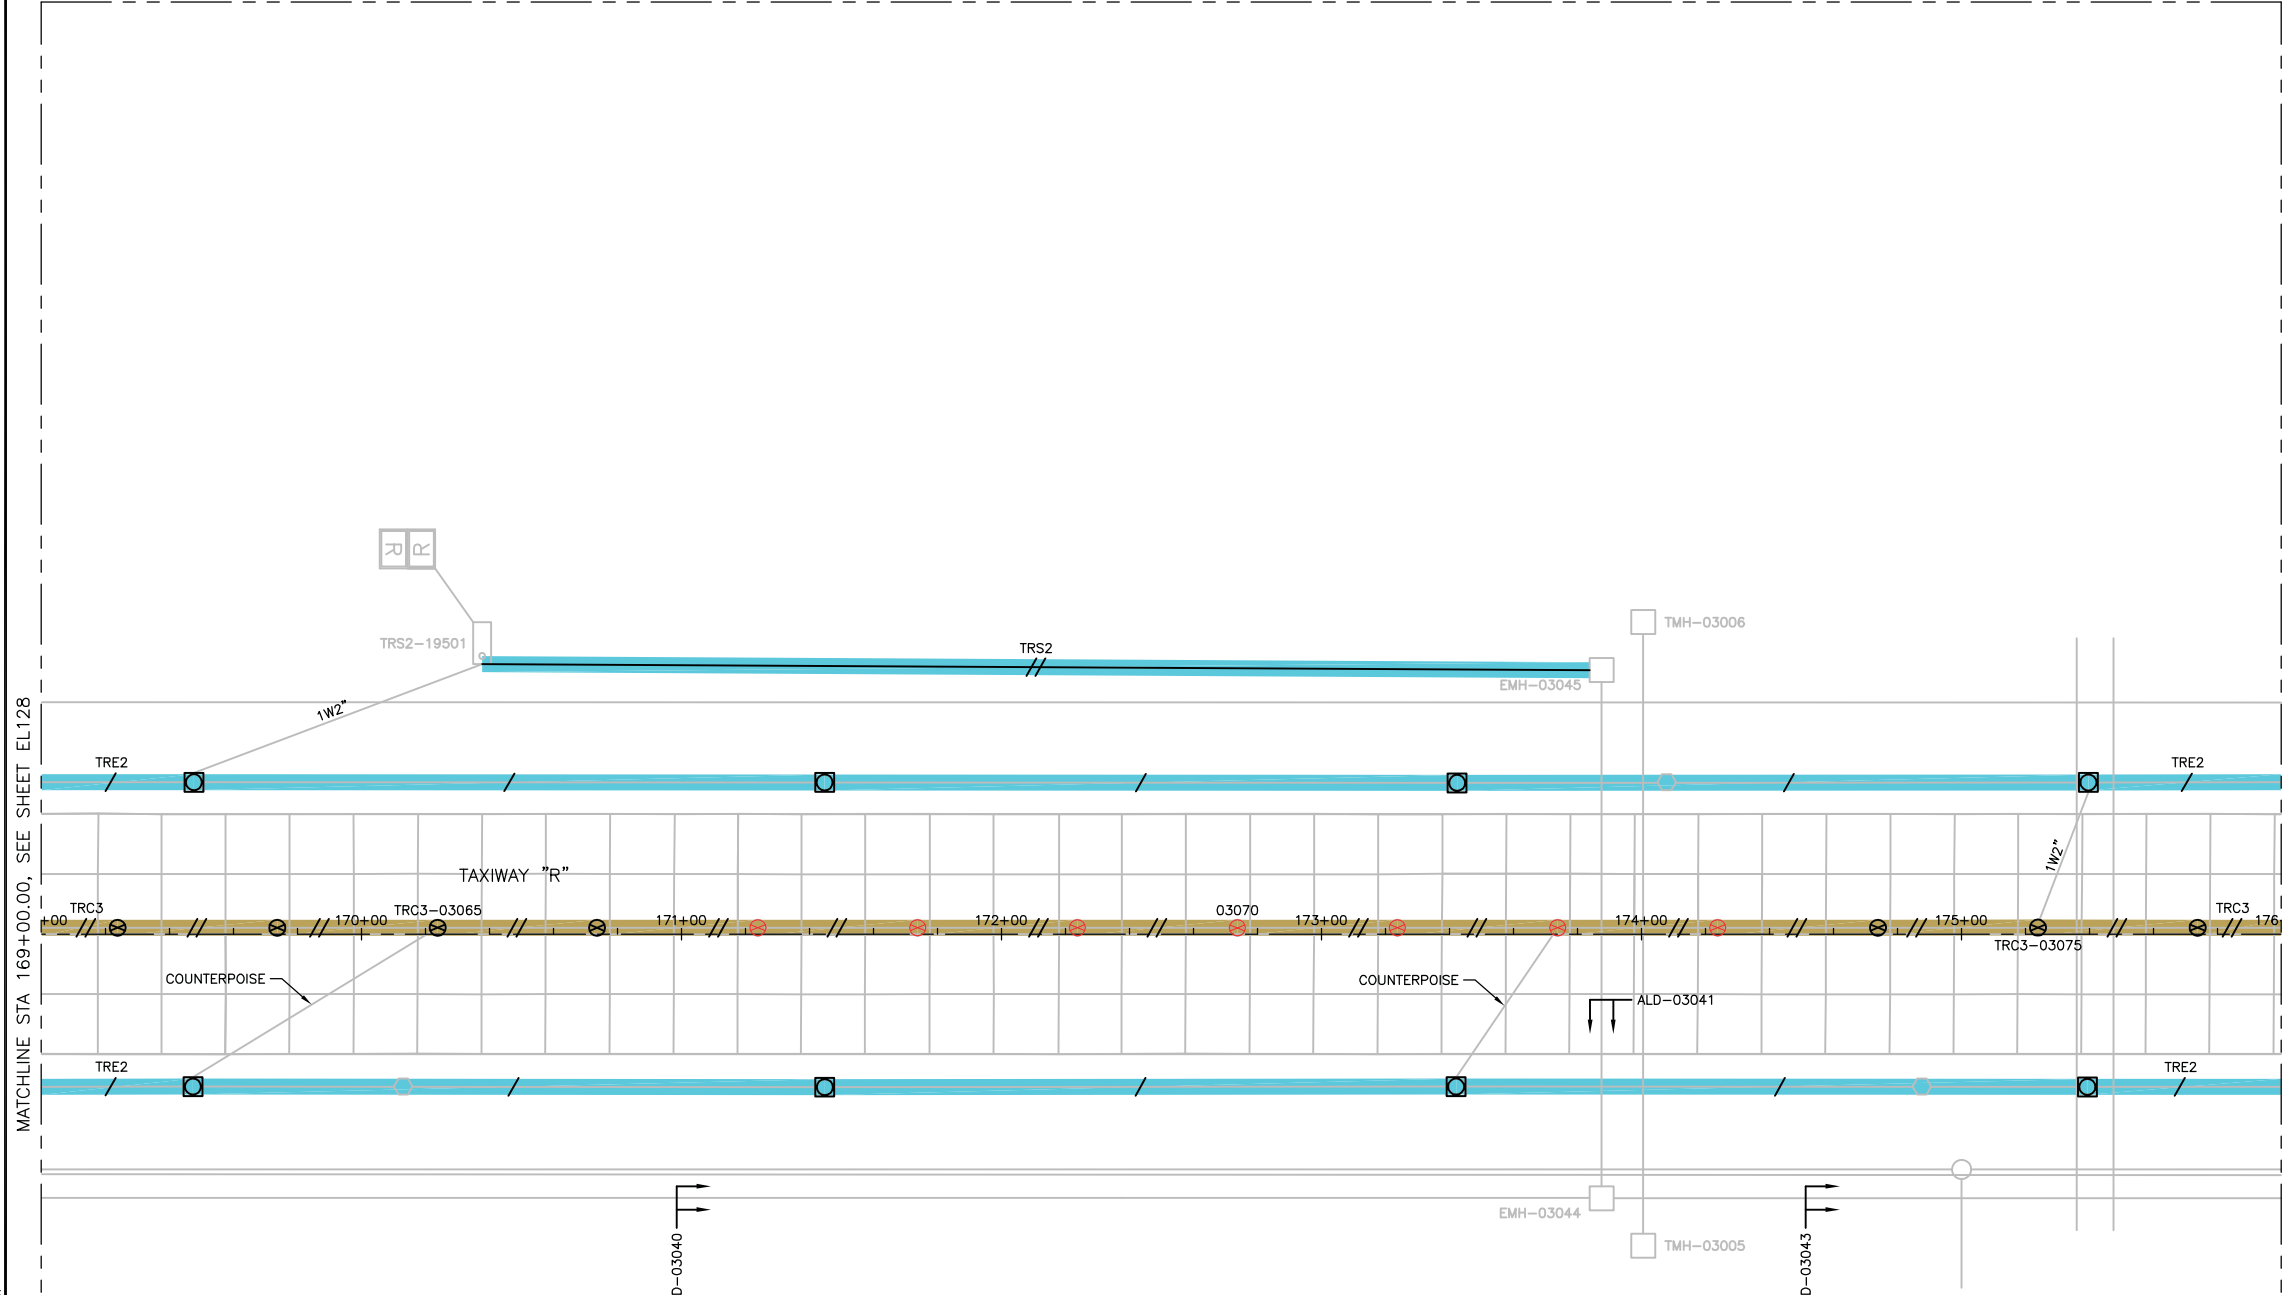 MATCHLINE STA 169+00.00, SEE SHEET EL128
R R
TRS2-19501
TRS2
TMH-03006
EMH-03045
1W2"
TRE2
TRE2
TAXIWAY "R"
1W2"
+00
TRC3
170+00
TRC3-03065
171+00
172+00
03070
173+00
174+00
175+00
TRC3
176
TRC3-03075
COUNTERPOISE
COUNTERPOISE
ALD-03041
TRE2
TRE2
EMH-03044
TMH-03005
D-03040
D-03043